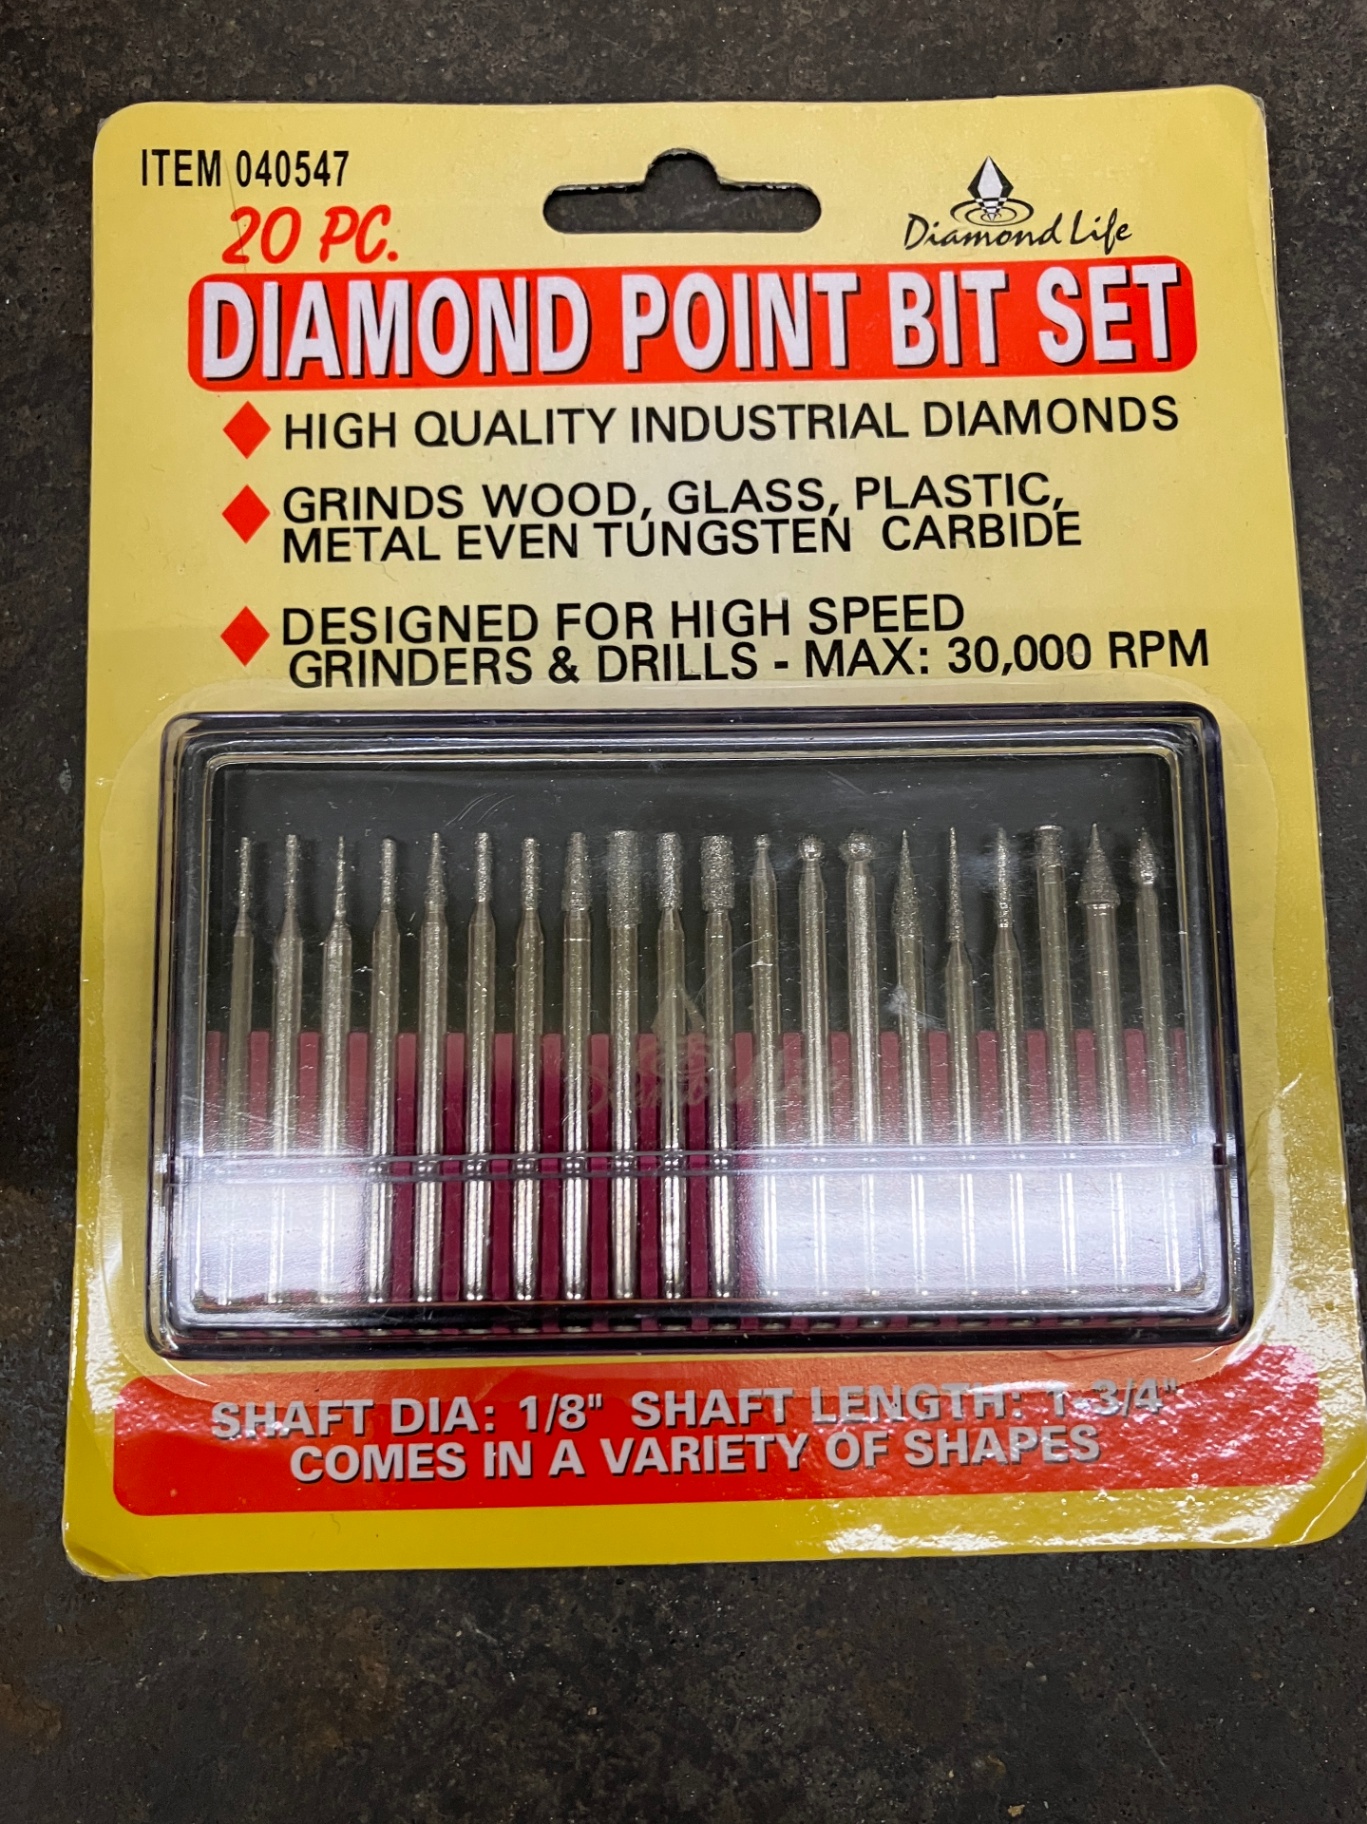 ITEM 040547
20 PC.
Diamond Life
DIAMOND POINT BIT SET
HIGH QUALITY INDUSTRIAL DIAMONDS
GRINDS WOOD, GLASS, PLASTIC,
METAL EVEN TUNGSTEN CARBIDE
DESIGNED FOR HIGH SPEED
GRINDERS & DRILLS - MAX: 30,000 RPM
Diamond Life
SHAFT DIA: 1/8" SHAFT LENGTH: 1 3/4"
COMES IN A VARIETY OF SHAPES